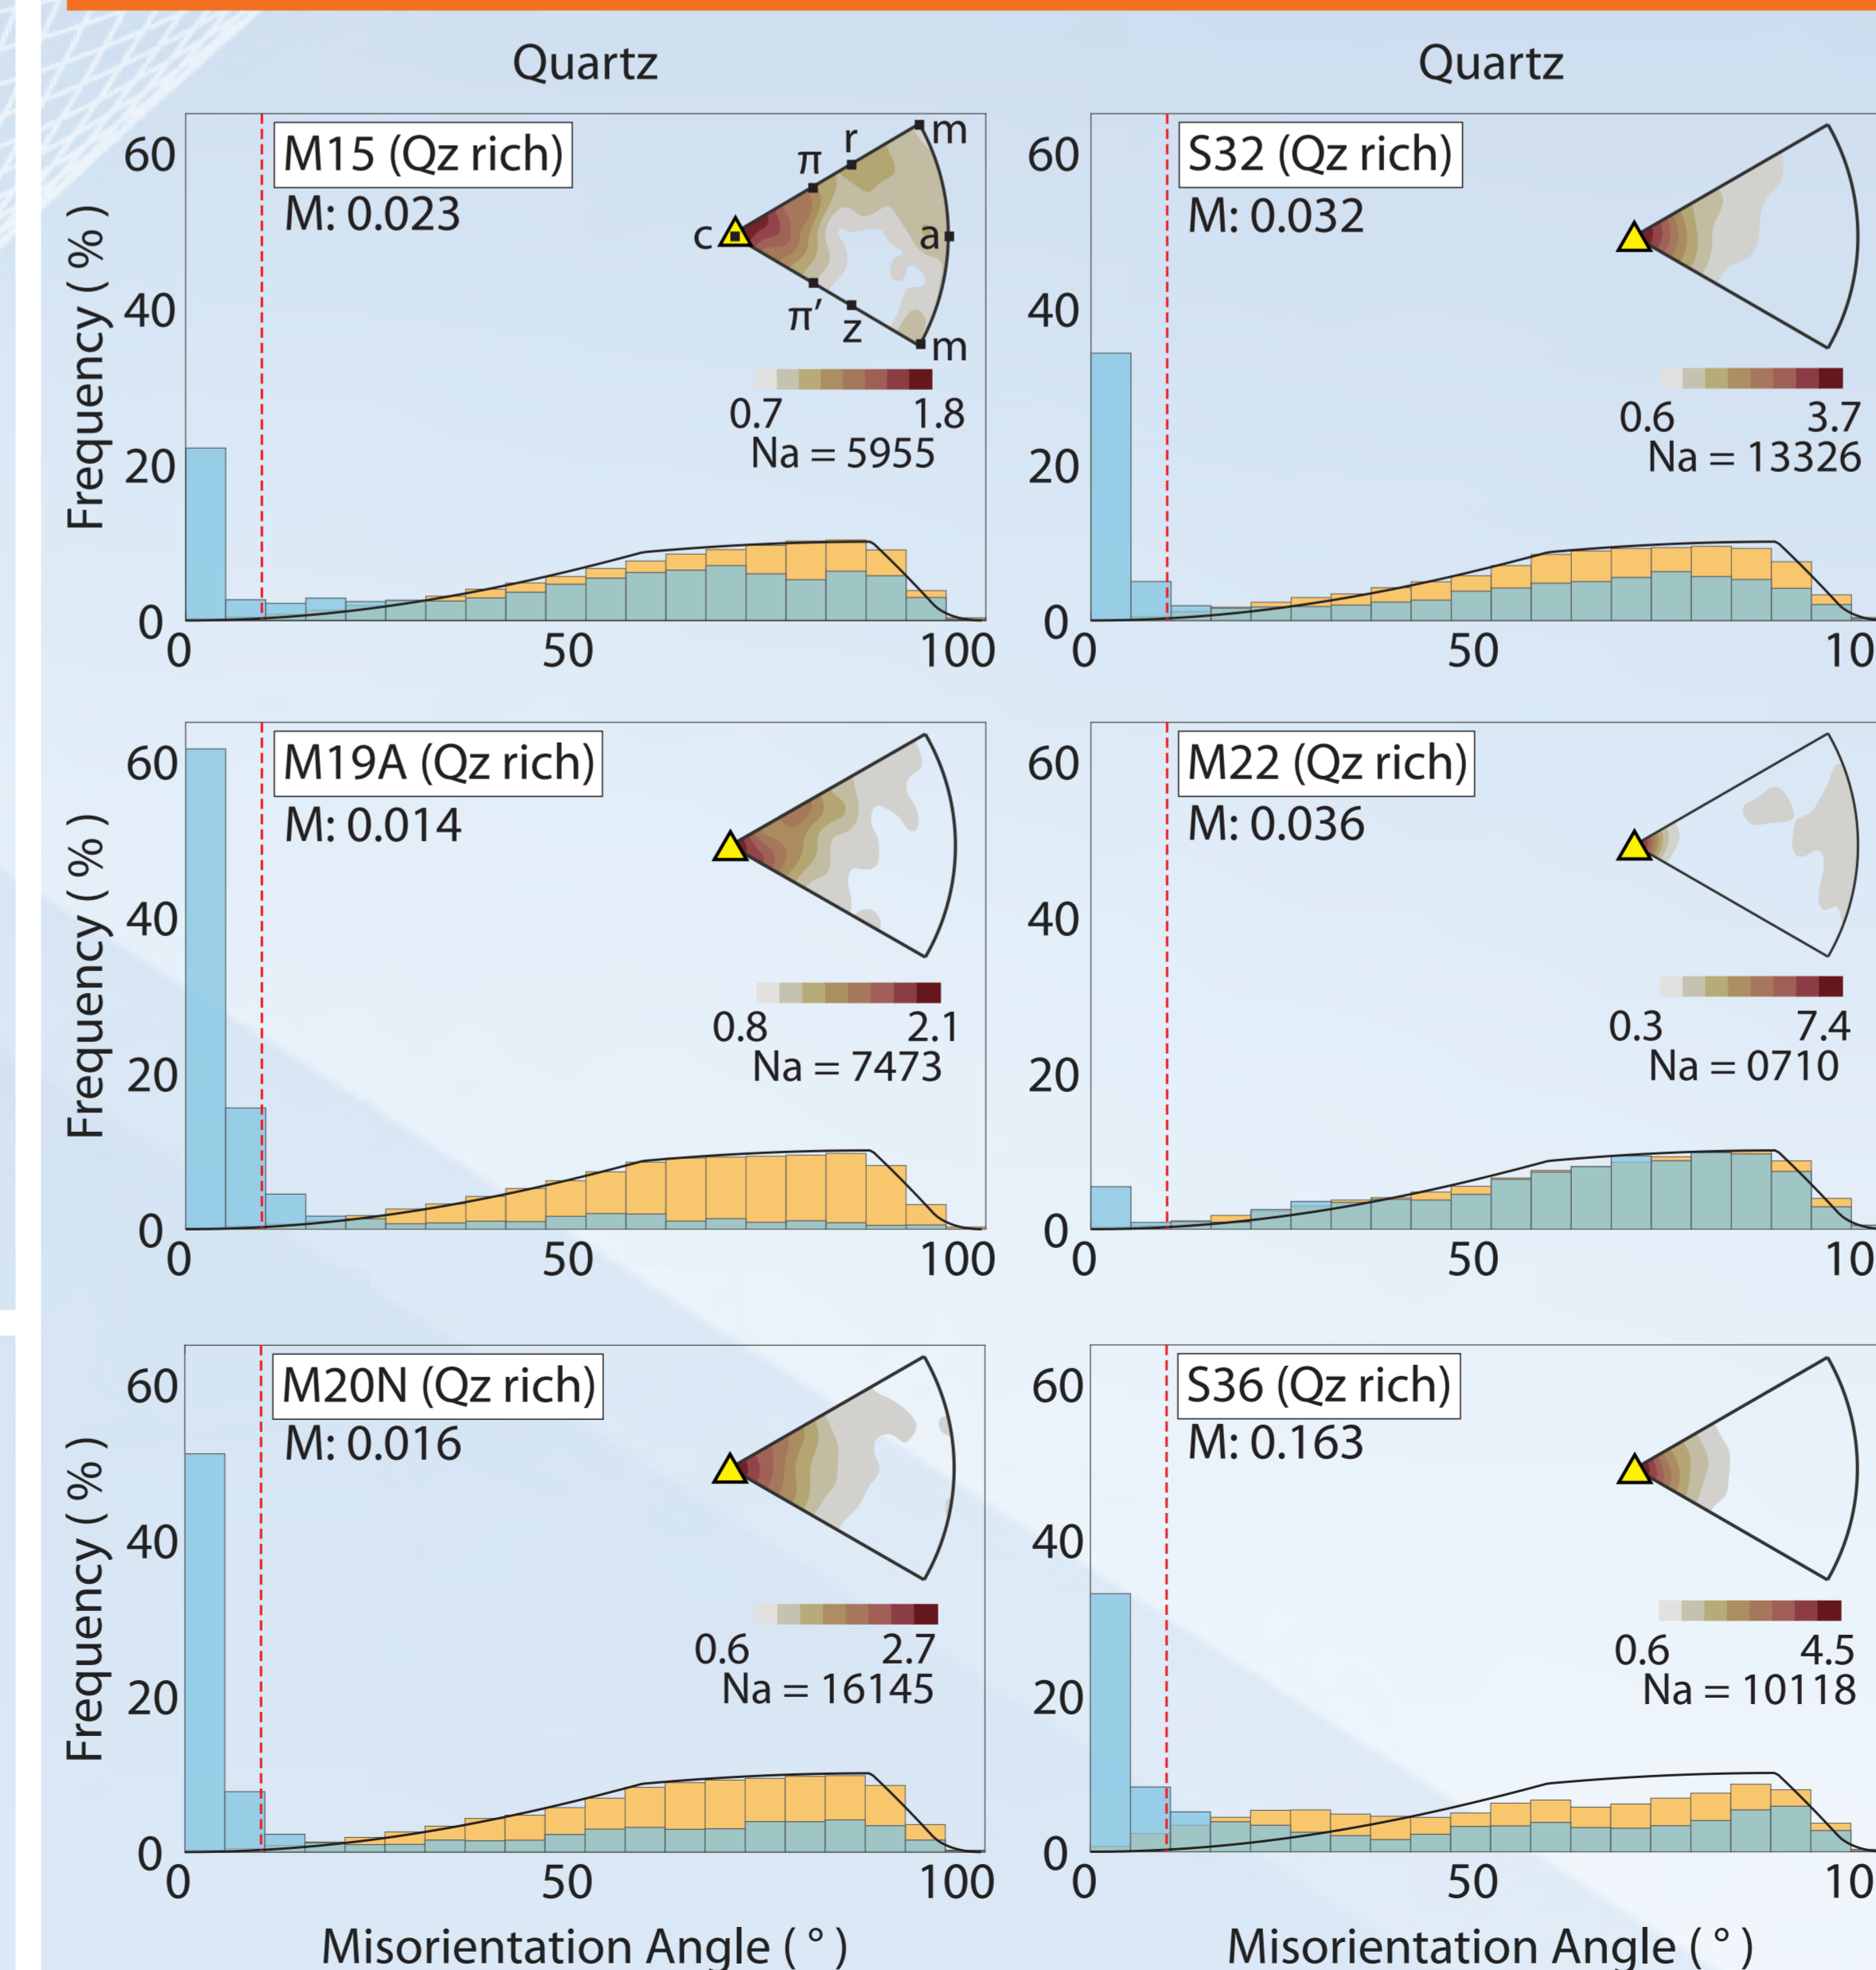 Quartz
Quartz
Frequency ( % )
60
40
20
0
0
50
100
M15 (Qz rich)
M: 0.023
m
r
π
c
a
π′
z
m
0.7
1.8
Na = 5955
60
40
20
0
0
50
10
S32 (Qz rich)
M: 0.032
0.6
3.7
Na = 13326
Frequency ( % )
60
40
20
0
0
50
100
M19A (Qz rich)
M: 0.014
0.8
2.1
Na = 7473
60
40
20
0
0
50
10
M22 (Qz rich)
M: 0.036
0.3
7.4
Na = 0710
Frequency ( % )
60
40
20
0
0
50
100
M20N (Qz rich)
M: 0.016
0.6
2.7
Na = 16145
Misorientation Angle ( ° )
60
40
20
0
0
50
10
S36 (Qz rich)
M: 0.163
0.6
4.5
Na = 10118
Misorientation Angle ( ° )